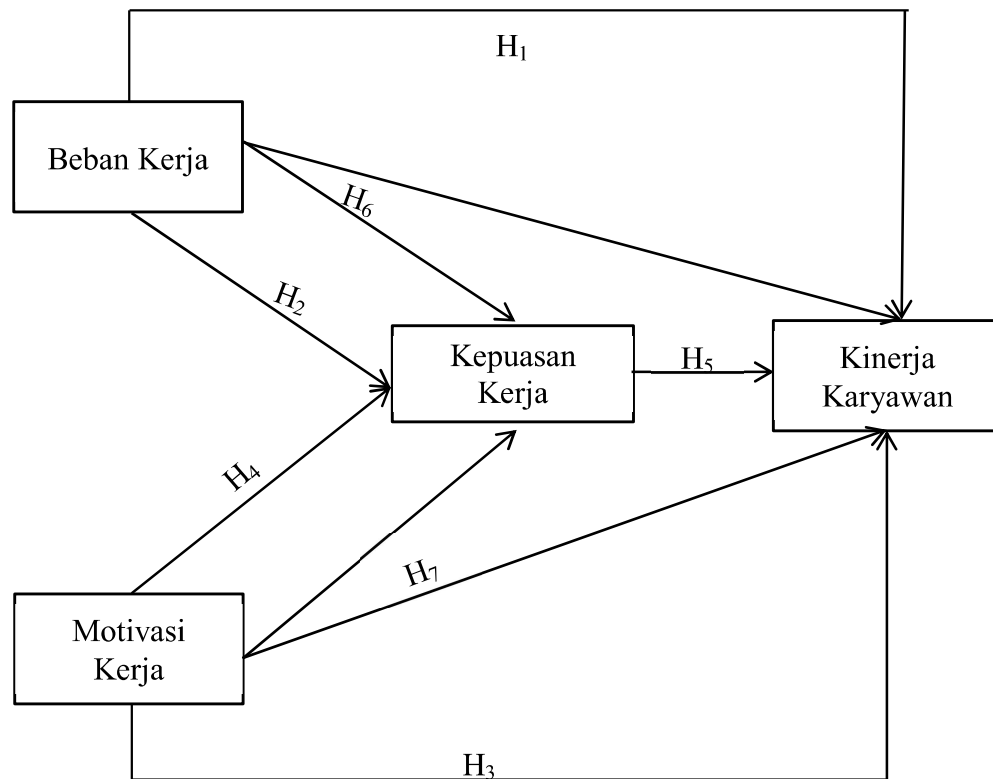 H₁
Beban Kerja
H₆
H₂
Kepuasan
Kerja
H₅
Kinerja
Karyawan
H₄
H₇
Motivasi
Kerja
H₃